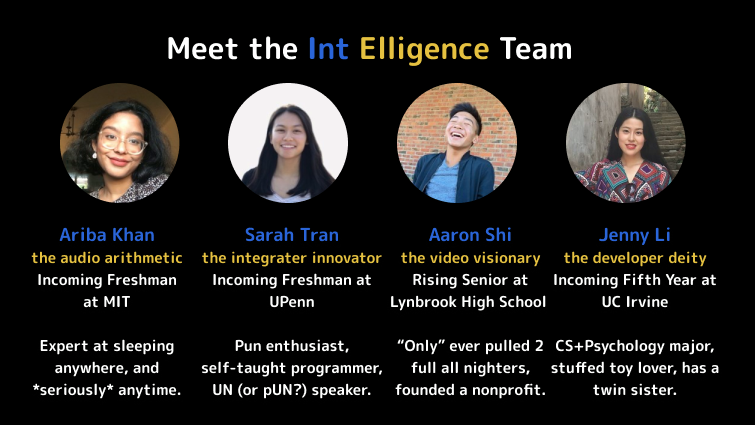 Meet the Int Elligence Team
Ariba Khan
the audio arithmetic
Incoming Freshman
at MIT
Expert at sleeping
anywhere, and
*seriously* anytime.
Sarah Tran
the integrater innovator
Incoming Freshman at
UPenn
Pun enthusiast,
self-taught programmer,
UN (or pUN?) speaker.
Aaron Shi
the video visionary
Rising Senior at
Lynbrook High School
“Only” ever pulled 2
full all nighters,
founded a nonprofit.
Jenny Li
the developer deity
Incoming Fifth Year at
UC Irvine
CS+Psychology major,
stuffed toy lover, has a
twin sister.